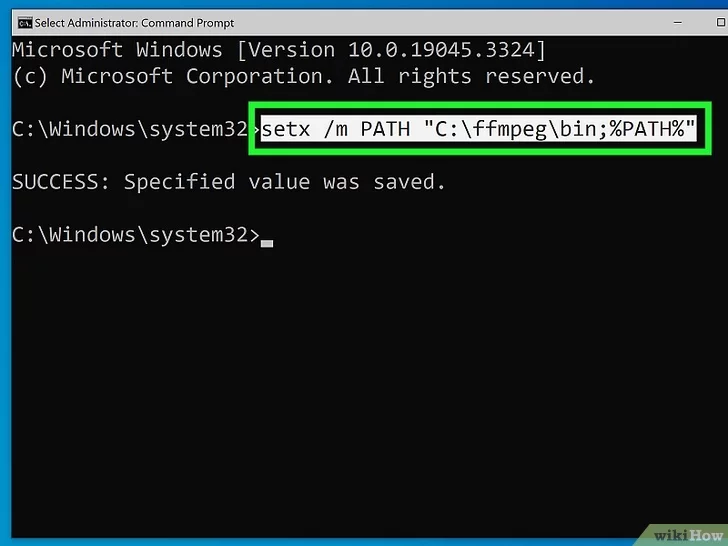 Select Administrator: Command Prompt
Microsoft Windows [Version 10.0.19045.3324]
(c) Microsoft Corporation. All rights reserved.
C:\Windows\system32>setx /m PATH "C:\ffmpeg\bin;%PATH%"
SUCCESS: Specified value was saved.
C:\Windows\system32>
wikiHow